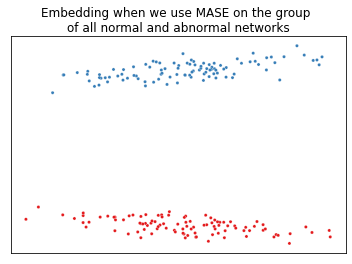 Embedding when we use MASE on the group
of all normal and abnormal networks